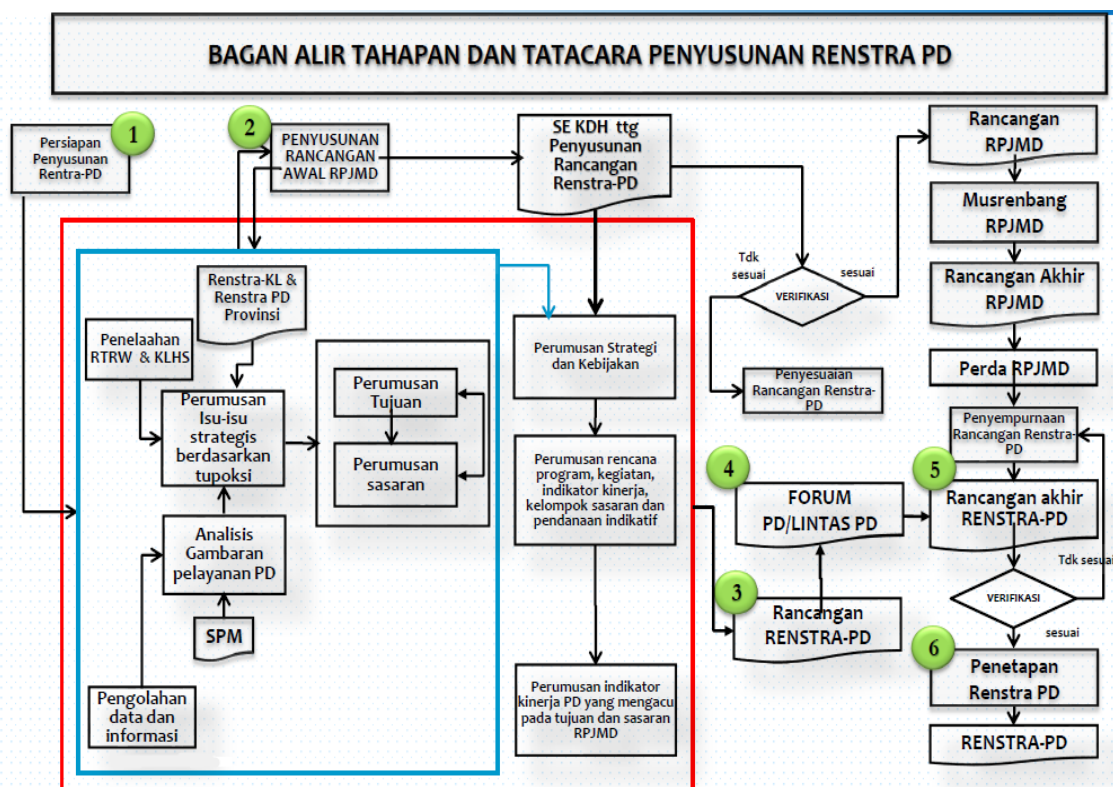 BAGAN ALIR TAHAPAN DAN TATACARA PENYUSUNAN RENSTRA PD
1
Persiapan
Penyusunan
Rentra-PD
2
PENYUSUNAN
RANCANGAN
AWAL RPJMD
SE KDH ttg
Penyusunan
Rancangan
Renstra-PD
Rancangan
RPJMD
Musrenbang
RPJMD
Rancangan Akhir
RPJMD
Perda RPJMD
Tdk
sesuai
sesuai
VERIFIKASI
Penyesuaian
Rancangan Renstra-
PD
Renstra-KL &
Renstra PD
Provinsi
Penelaahan
RTRW & KLHS
Perumusan
Isu-isu
strategis
berdasarkan
tupoksi
Perumusan
Tujuan
Perumusan
sasaran
Analisis
Gambaran
pelayanan PD
SPM
Pengolahan
data dan
informasi
Perumusan Strategi
dan Kebijakan
Perumusan rencana
program, kegiatan,
indikator kinerja,
kelompok sasaran dan
pendanaan indikatif
Perumusan indikator
kinerja PD yang mengacu
pada tujuan dan sasaran
RPJMD
3
Rancangan
RENSTRA-PD
4
FORUM
PD/LINTAS PD
Penyempurnaan
Rancangan Renstra-
PD
5
Rancangan akhir
RENSTRA-PD
Tdk sesuai
VERIFIKASI
sesuai
6
Penetapan
Renstra PD
RENSTRA-PD